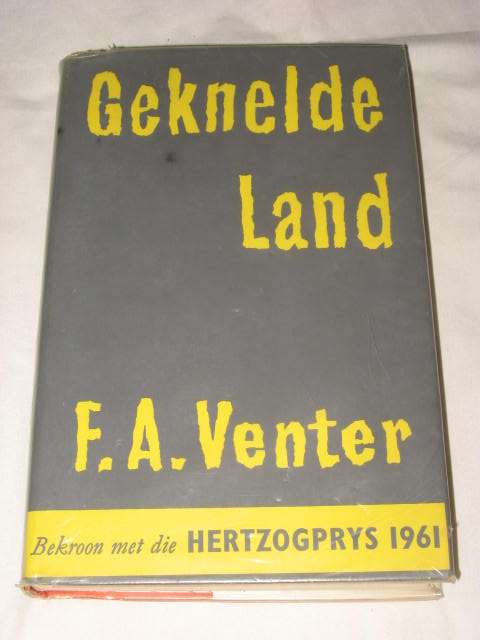 Geknelde
Land
F.A.Venter
Bekroon met die HERTZOGPRYS 1961